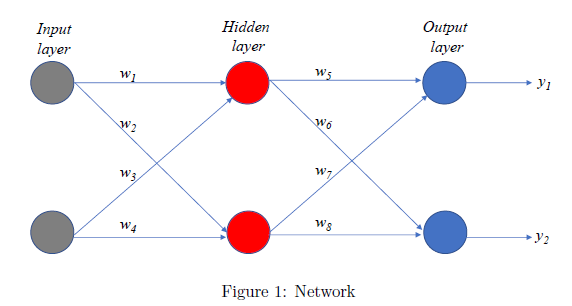 Input
layer
Hidden
layer
Output
layer
w1
w5
y1
w2
w6
w3
w7
w4
w8
y2
Figure 1: Network